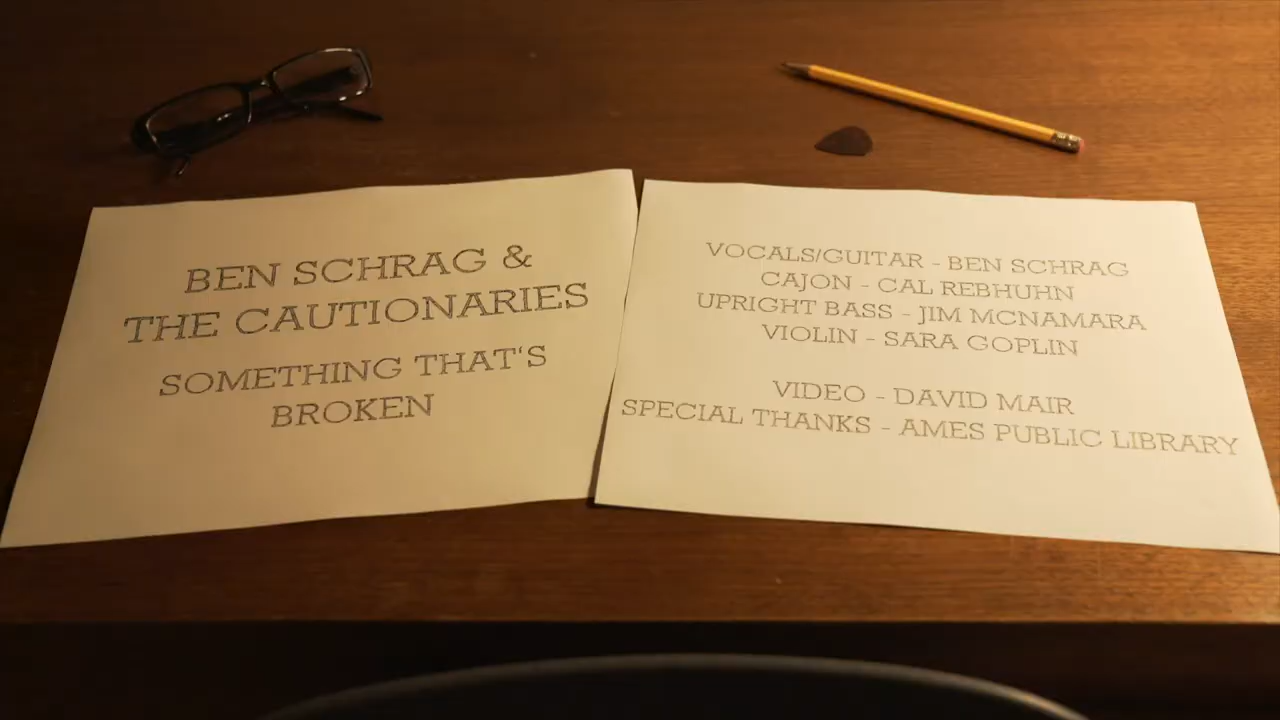 BEN SCHRAG &
THE CAUTIONARIES
SOMETHING THAT'S
BROKEN
VOCALS/GUITAR - BEN SCHRAG
CAJON - CAL REBHUHN
UPRIGHT BASS - JIM MCNAMARA
VIOLIN - SARA GOPLIN
VIDEO - DAVID MAIR
SPECIAL THANKS - AMES PUBLIC LIBRARY